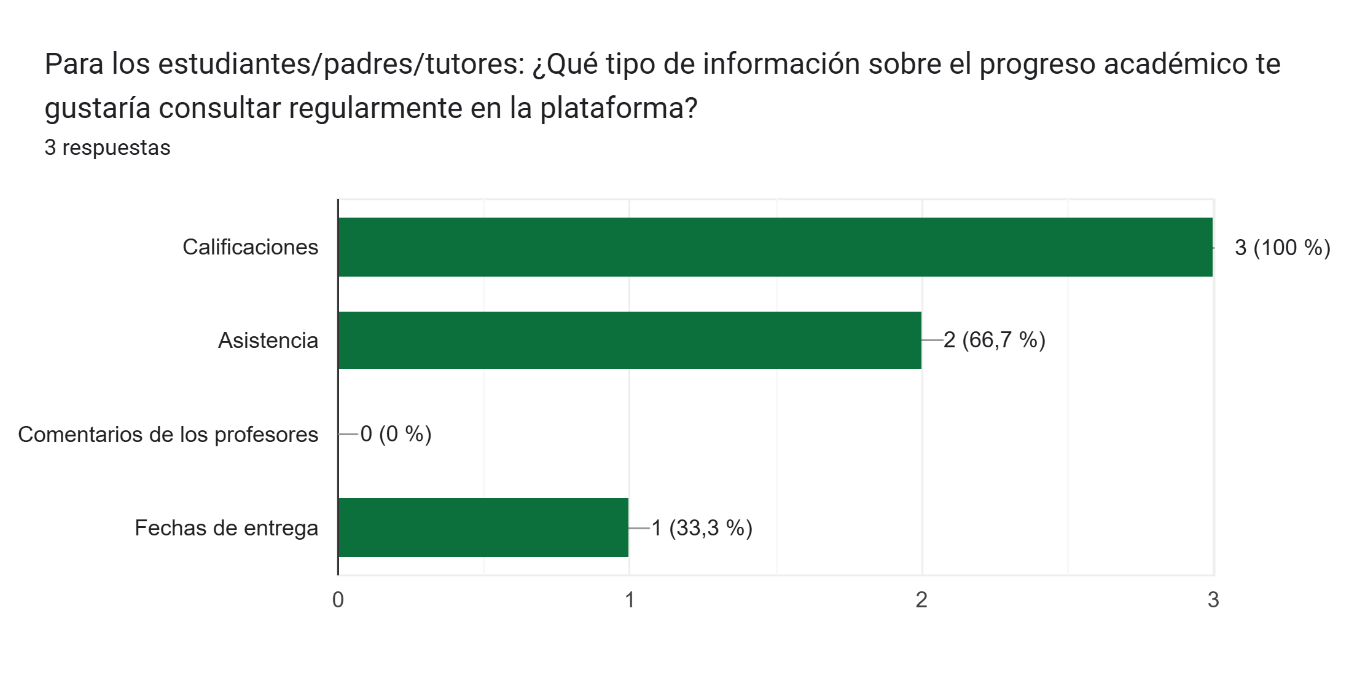 Para los estudiantes/padres/tutores: ¿Qué tipo de información sobre el progreso académico te
gustaría consultar regularmente en la plataforma?
3 respuestas
Calificaciones
3 (100 %)
Asistencia
2 (66,7 %)
Comentarios de los profesores
0 (0 %)
Fechas de entrega
1 (33,3 %)
0
1
2
3